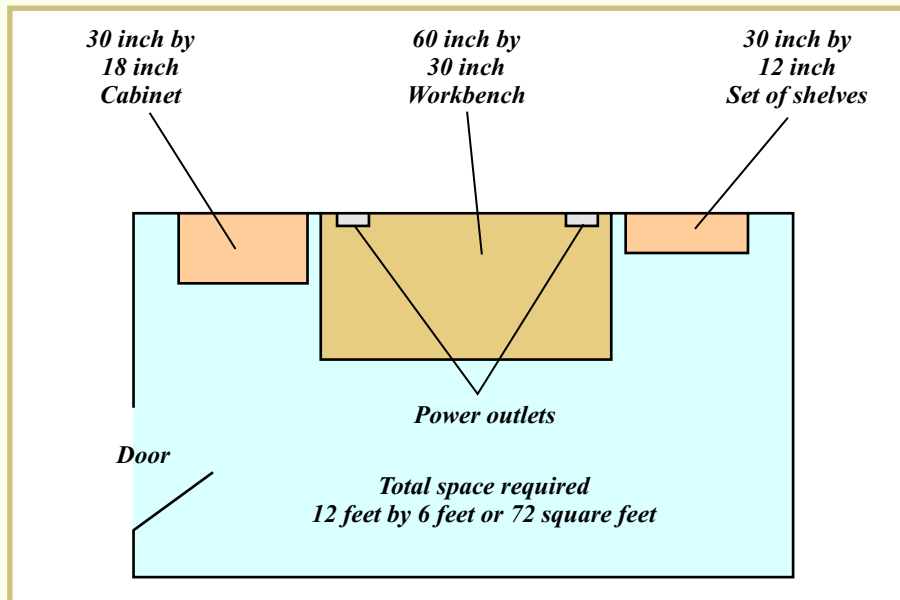 30 inch by
18 inch
Cabinet
60 inch by
30 inch
Workbench
30 inch by
12 inch
Set of shelves
Power outlets
Door
Total space required
12 feet by 6 feet or 72 square feet